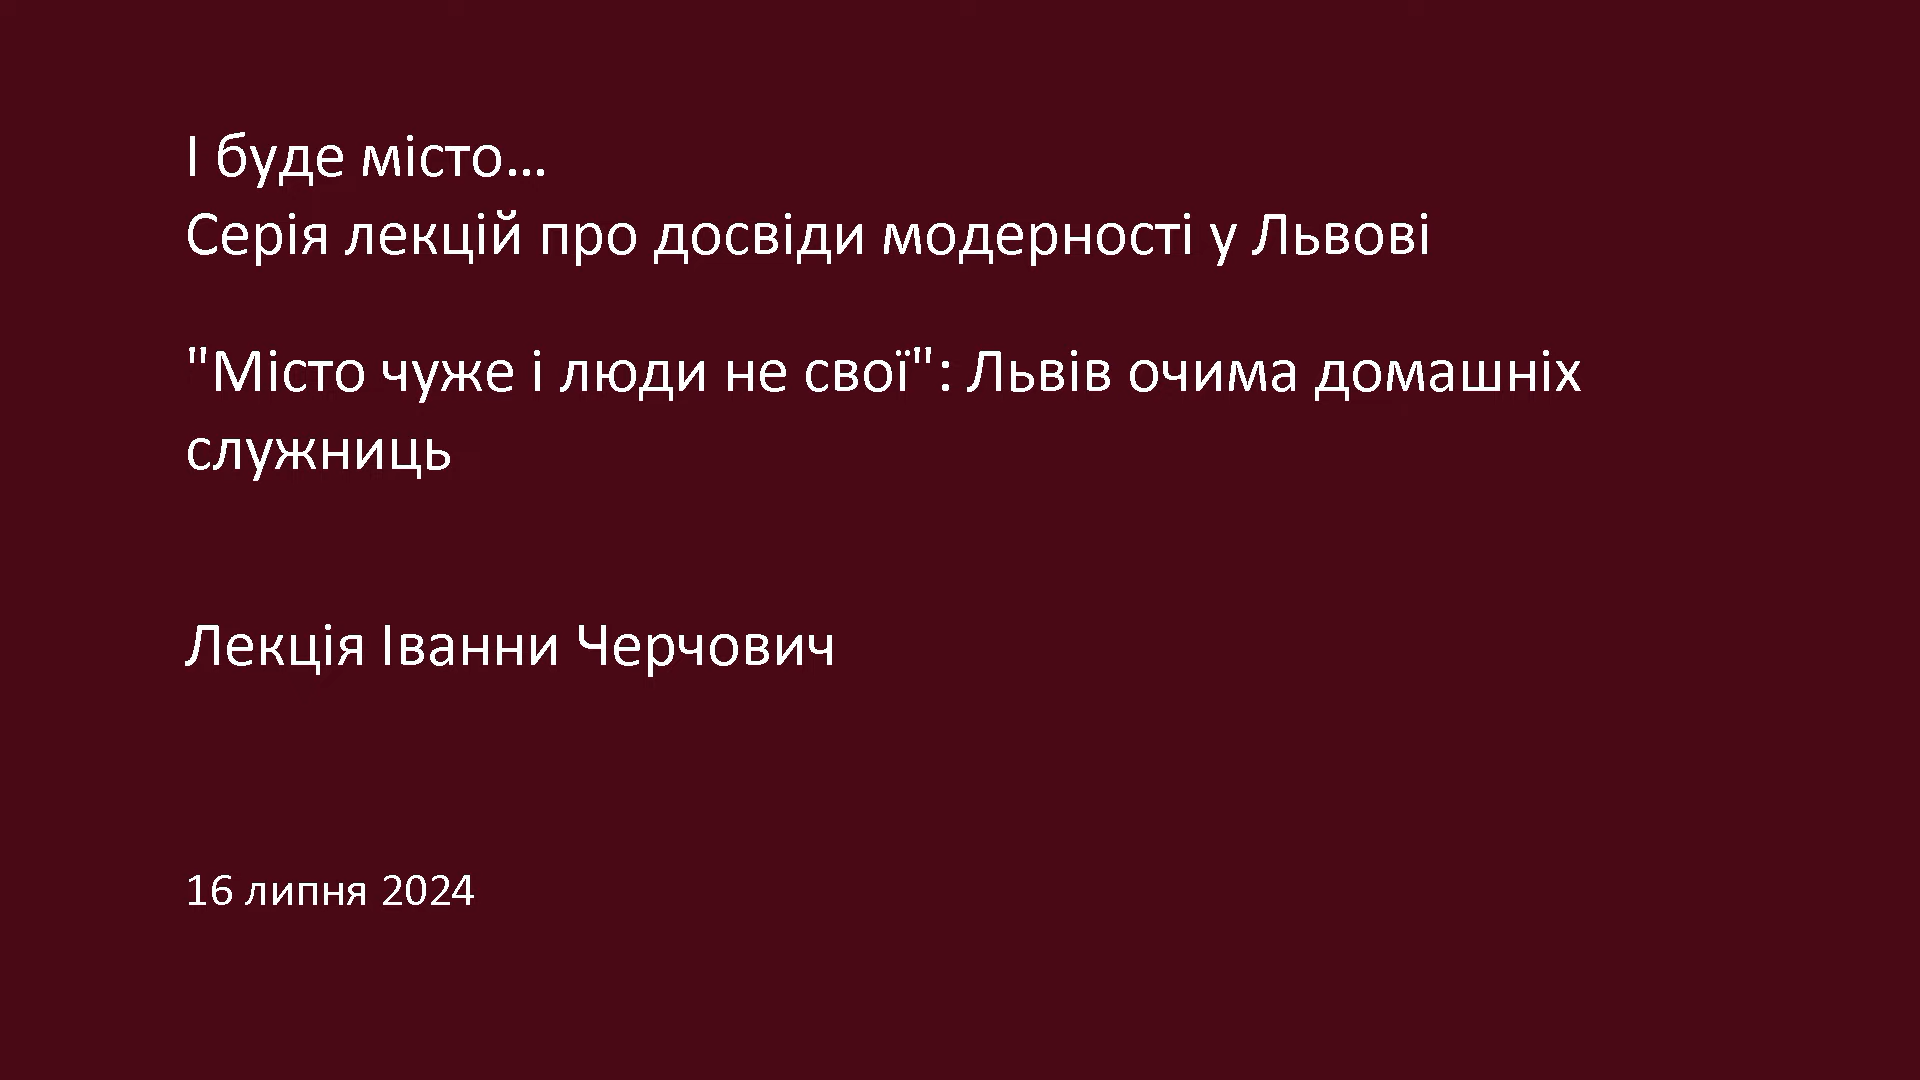 І буде місто…
Серія лекцій про досвіди модерності у Львові
"Місто чуже і люди не свої": Львів очима домашніх
служниць
Лекція Іванни Черчович
16 липня 2024